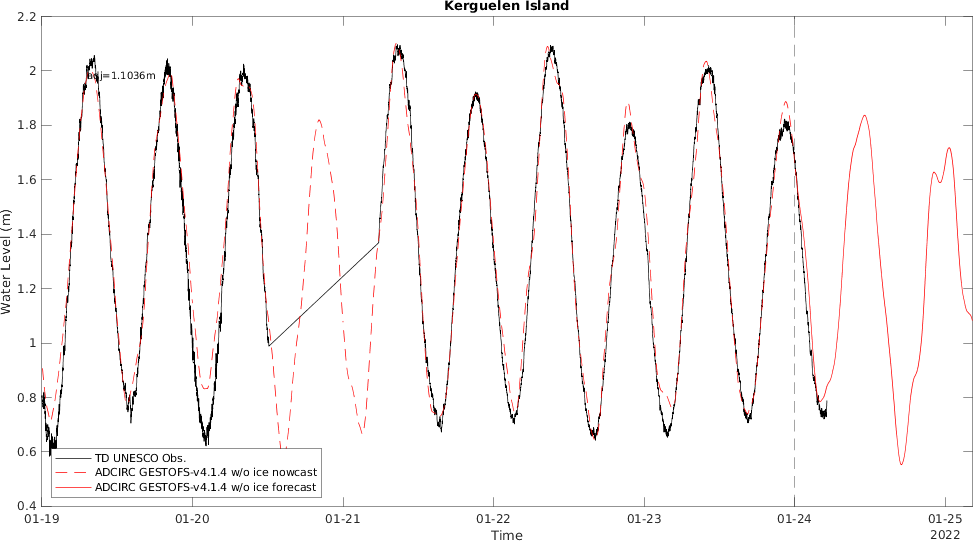 Kerguelen Island
2.2
2
1.8
1.6
1.4
1.2
1
0.8
0.6
0.4
Water Level (m)
adj=1.1036m
TD UNESCO Obs.
ADCIRC GESTOFS-v4.1.4 w/o ice nowcast
ADCIRC GESTOFS-v4.1.4 w/o ice forecast
01-19 01-20 01-21 01-22 01-23 01-24 01-25
Time
2022